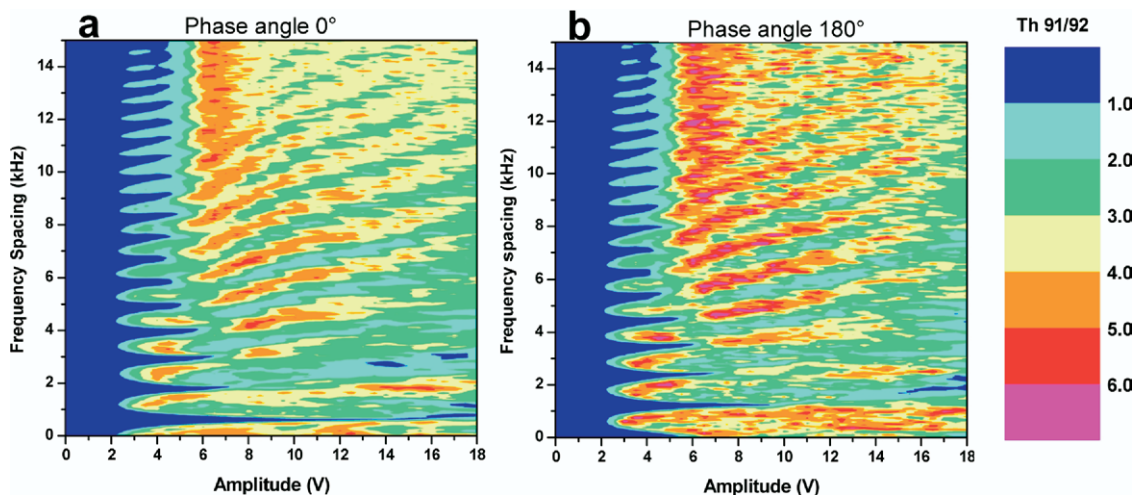 a Phase angle 0°
b Phase angle 180°
Th 91/92
Frequency Spacing (kHz)
14
12
10
8
6
4
2
0
0 2 4 6 8 10 12 14 16 18
Amplitude (V)
Frequency spacing (kHz)
14
12
10
8
6
4
2
0
0 2 4 6 8 10 12 14 16 18
Amplitude (V)
1.0
2.0
3.0
4.0
5.0
6.0